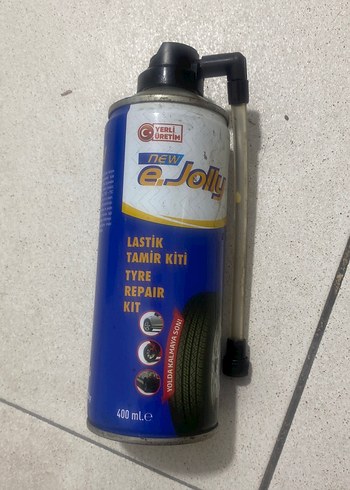 YERLİ
ÜRETİM
NEW
e.Jolly
LASTİK
TAMİR KİTİ
TYRE
REPAIR
KIT
YOLDA KALMAYA SON!
400 ml.℮